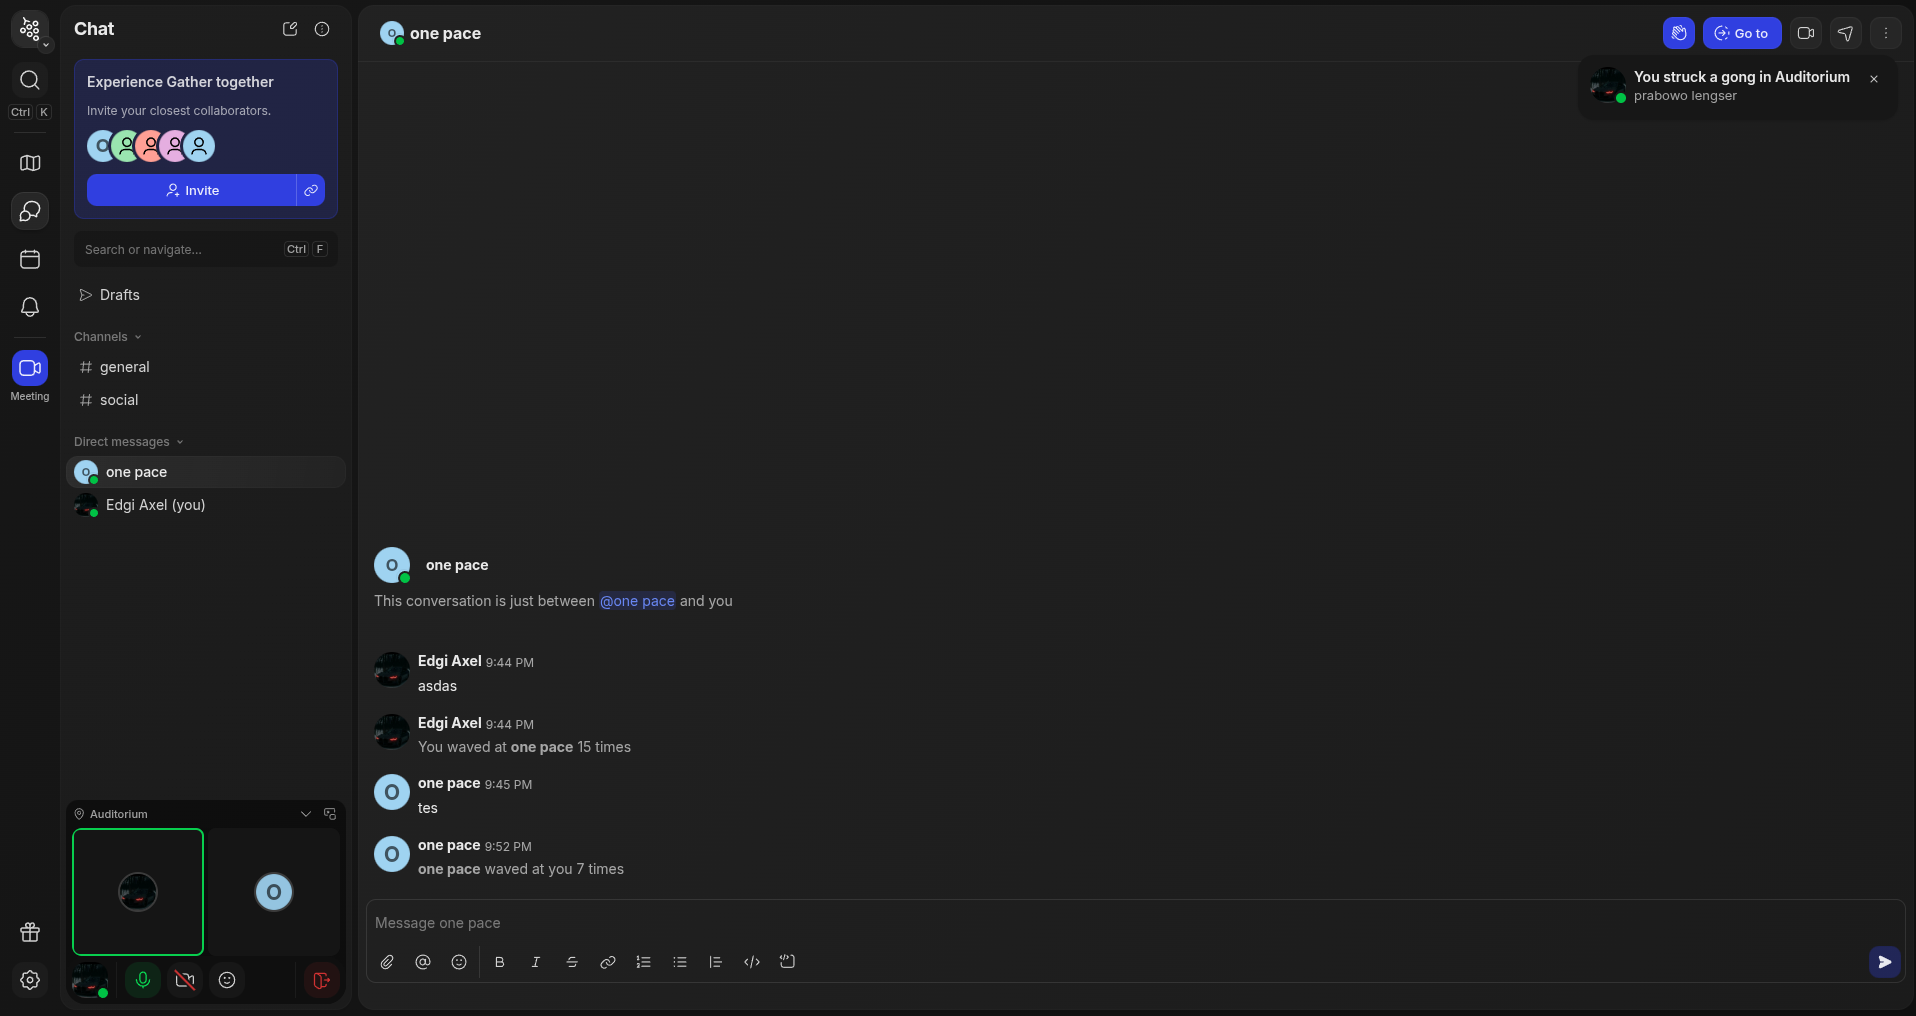 Chat
Experience Gather together
Invite your closest collaborators.
O
Invite
Ctrl K
Search or navigate... Ctrl F
Drafts
Channels
# general
# social
Direct messages
O one pace
Edgi Axel (you)
Meeting
Auditorium
O
O one pace
Go to
You struck a gong in Auditorium
prabowo lengser
O one pace
This conversation is just between @one pace and you
Edgi Axel 9:44 PM
asdas
Edgi Axel 9:44 PM
You waved at one pace 15 times
O one pace 9:45 PM
tes
O one pace 9:52 PM
one pace waved at you 7 times
Message one pace
B I S